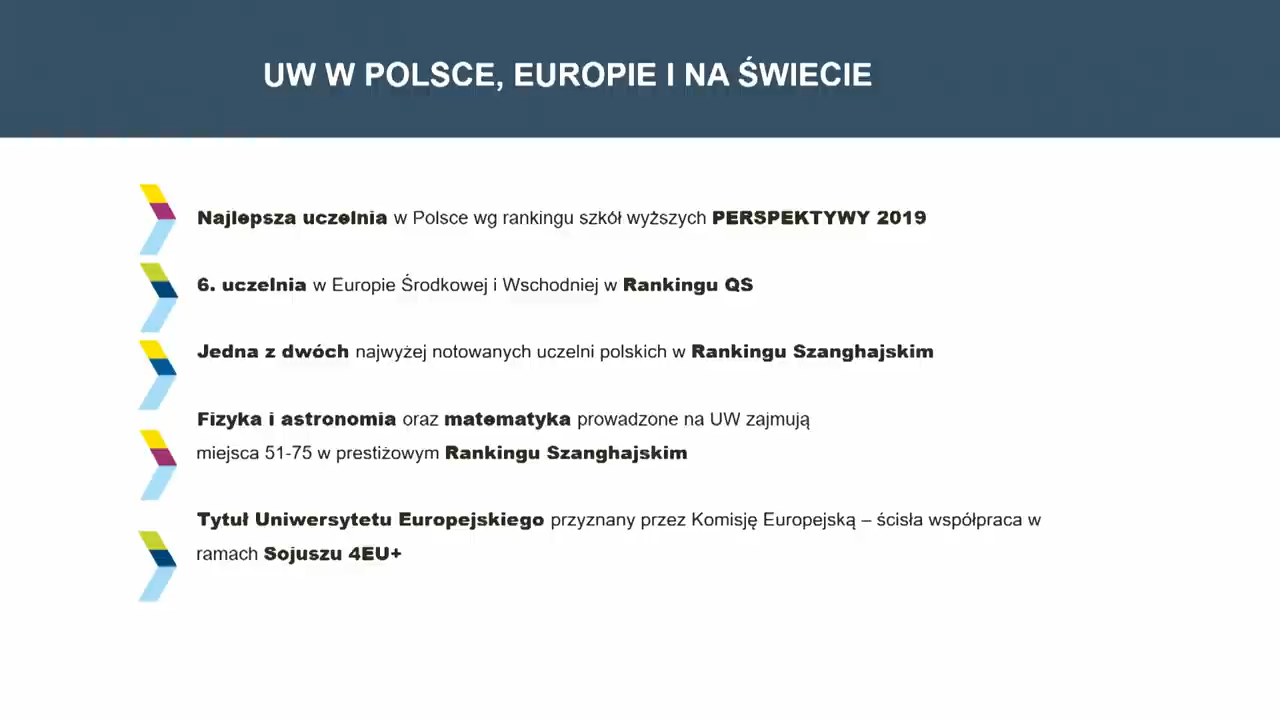 UW W POLSCE, EUROPIE I NA ŚWIECIE
Najlepsza uczelnia w Polsce wg rankingu szkół wyższych PERSPEKTYWY 2019
6. uczelnia w Europie Środkowej i Wschodniej w Rankingu QS
Jedna z dwóch najwyżej notowanych uczelni polskich w Rankingu Szanghajskim
Fizyka i astronomia oraz matematyka prowadzone na UW zajmują
miejsca 51-75 w prestiżowym Rankingu Szanghajskim
Tytuł Uniwersytetu Europejskiego przyznany przez Komisję Europejską – ścisła współpraca w
ramach Sojuszu 4EU+